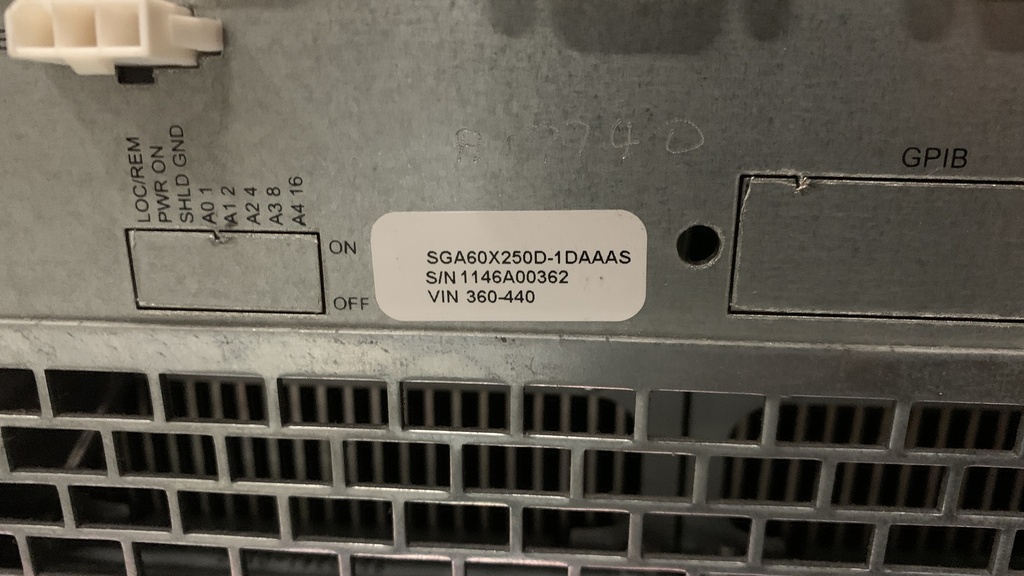 LOC/REM
PWR ON
SHLD GND
A0 1
A1 2
A2 4
A3 8
A4 16
ON
OFF
SGA60X250D-1DAAAS
S/N 1146A00362
VIN 360-440
GPIB